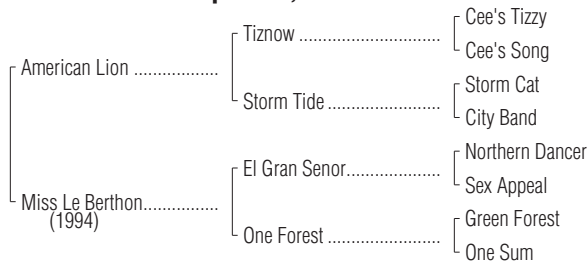 Cee's Tizzy
Tiznow
Cee's Song
American Lion
Storm Cat
Storm Tide
City Band
Northern Dancer
El Gran Senor
Sex Appeal
Miss Le Berthon
(1994)
Green Forest
One Forest
One Sum